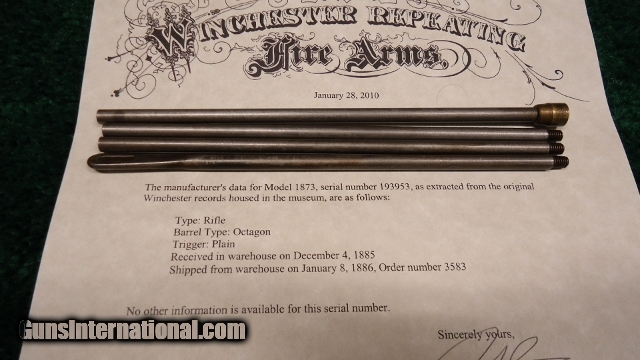 WINCHESTER REPEATING
Fire Arms.
January 28, 2010
The manufacturer's data for Model 1873, serial number 193953, as extracted from the original
Winchester records housed in the museum, are as follows:
Type: Rifle
Barrel Type: Octagon
Trigger: Plain
Received in warehouse on December 4, 1885
Shipped from warehouse on January 8, 1886, Order number 3583
No other information is available for this serial number.
Sincerely yours,
GunsInternational.com